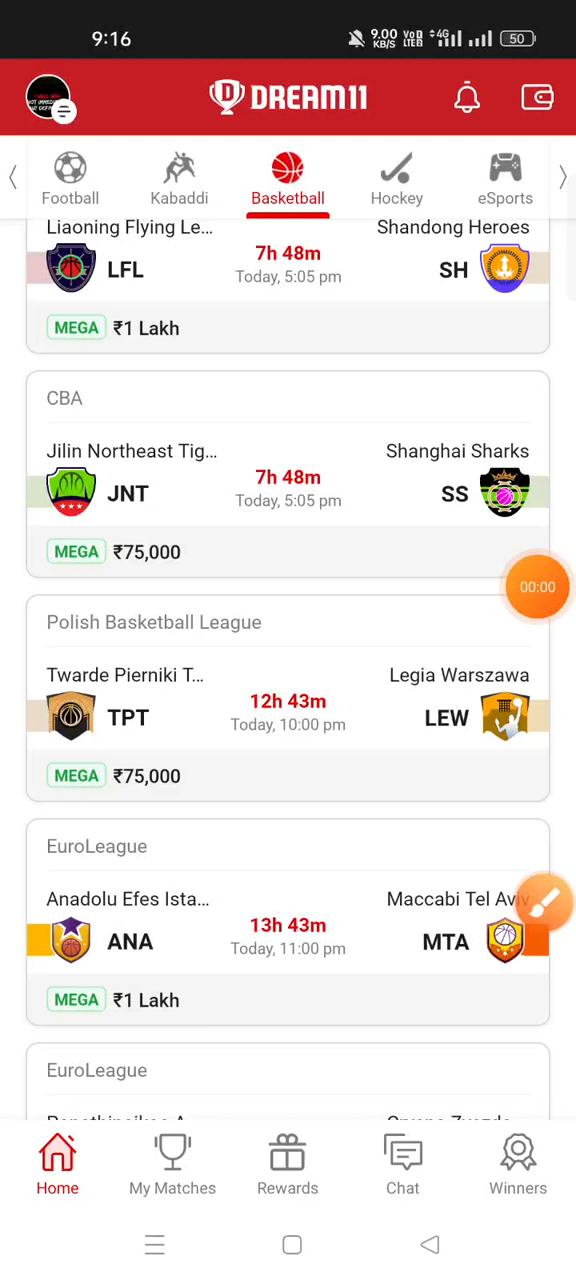 9:16
9.00 KB/S VoD LTEB 4G 50
DREAM11
Football Kabaddi Basketball Hockey eSports
Liaoning Flying Le... Shandong Heroes
7h 48m
LFL Today, 5:05 pm SH
MEGA ₹1 Lakh
CBA
Jilin Northeast Tig... Shanghai Sharks
7h 48m
JNT Today, 5:05 pm SS
MEGA ₹75,000
00:00
Polish Basketball League
Twarde Pierniki T... Legia Warszawa
12h 43m
TPT Today, 10:00 pm LEW
MEGA ₹75,000
EuroLeague
Anadolu Efes Ista... Maccabi Tel Aviv
13h 43m
ANA Today, 11:00 pm MTA
MEGA ₹1 Lakh
EuroLeague
Home My Matches Rewards Chat Winners